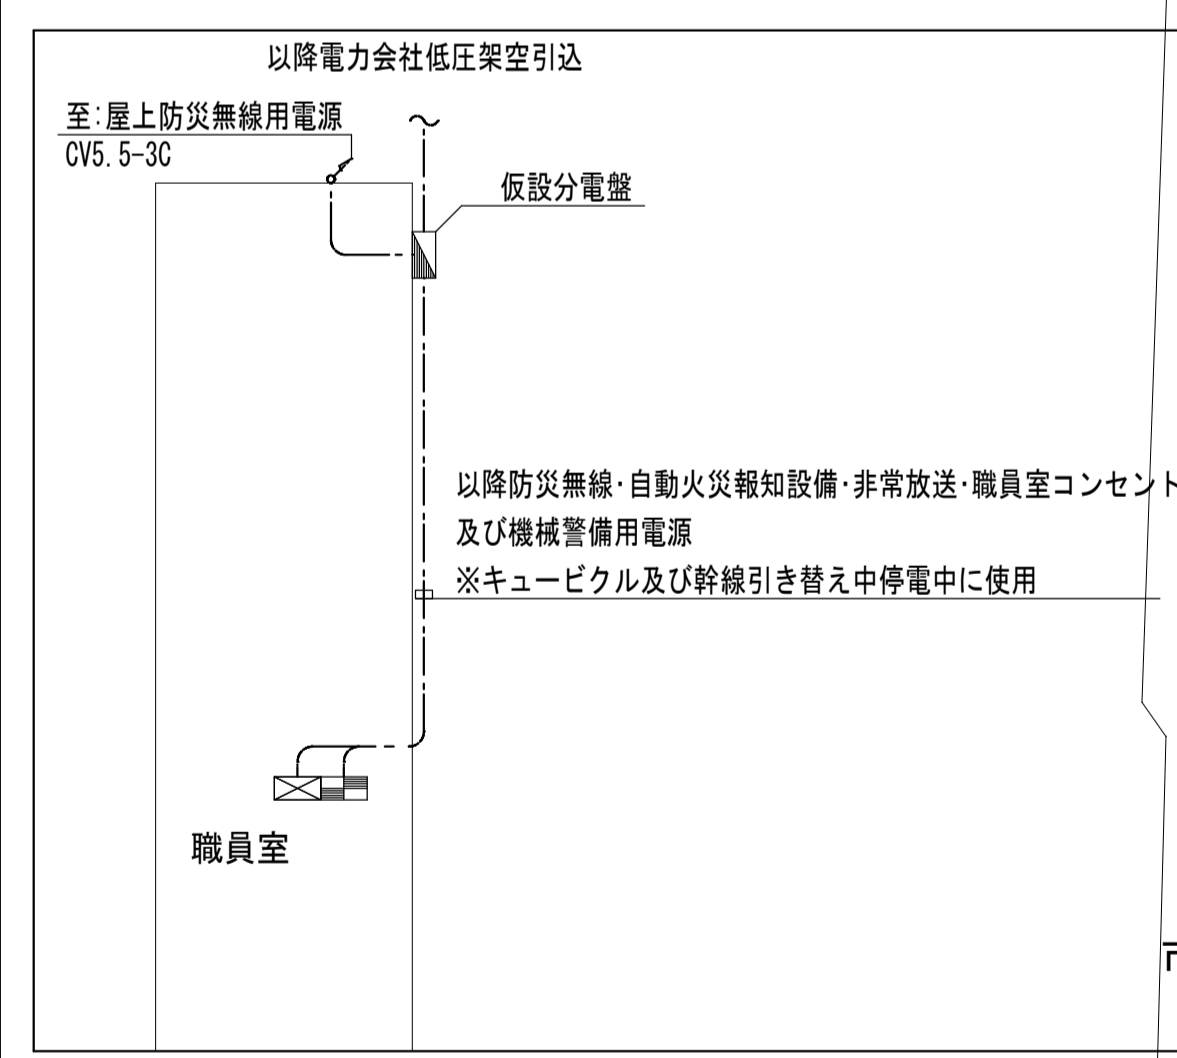 以降電力会社低圧架空引込
至:屋上防災無線用電源
CV5.5-3C
仮設分電盤
以降防災無線・自動火災報知設備・非常放送・職員室コンセント
及び機械警備用電源
※キュービクル及び幹線引き替え中停電中に使用
職員室